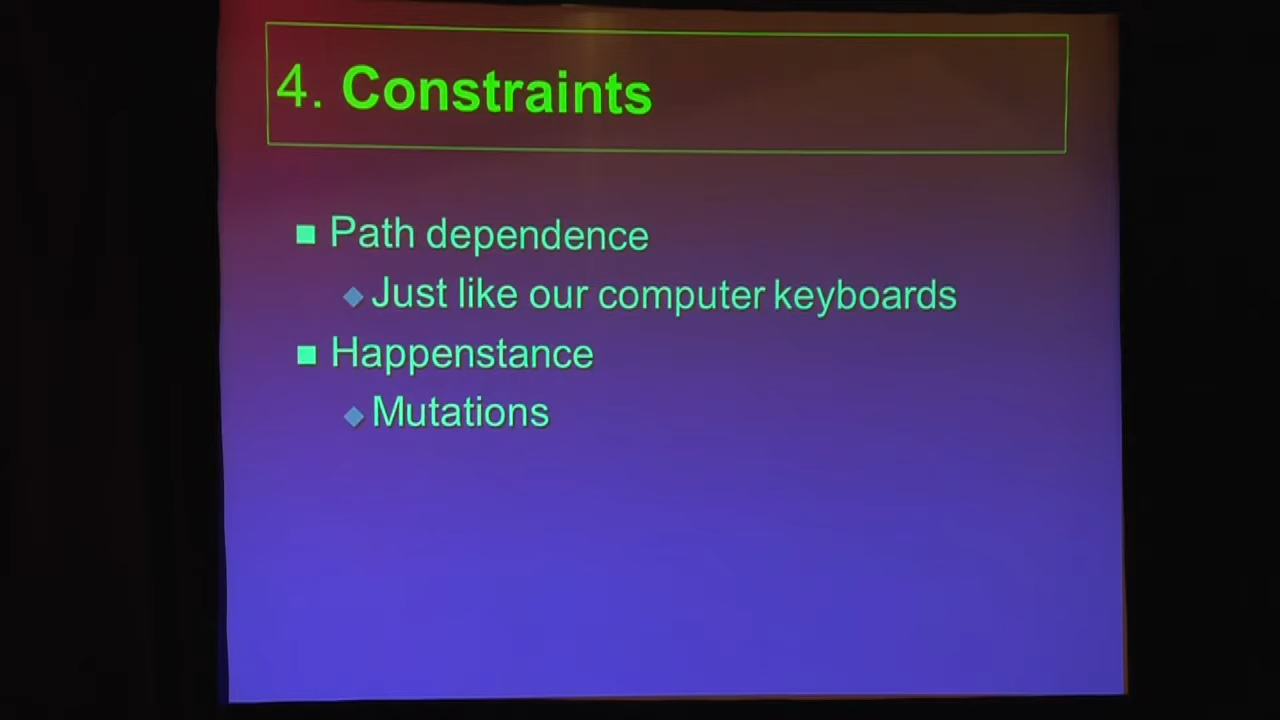 4. Constraints
Path dependence
Just like our computer keyboards
Happenstance
Mutations